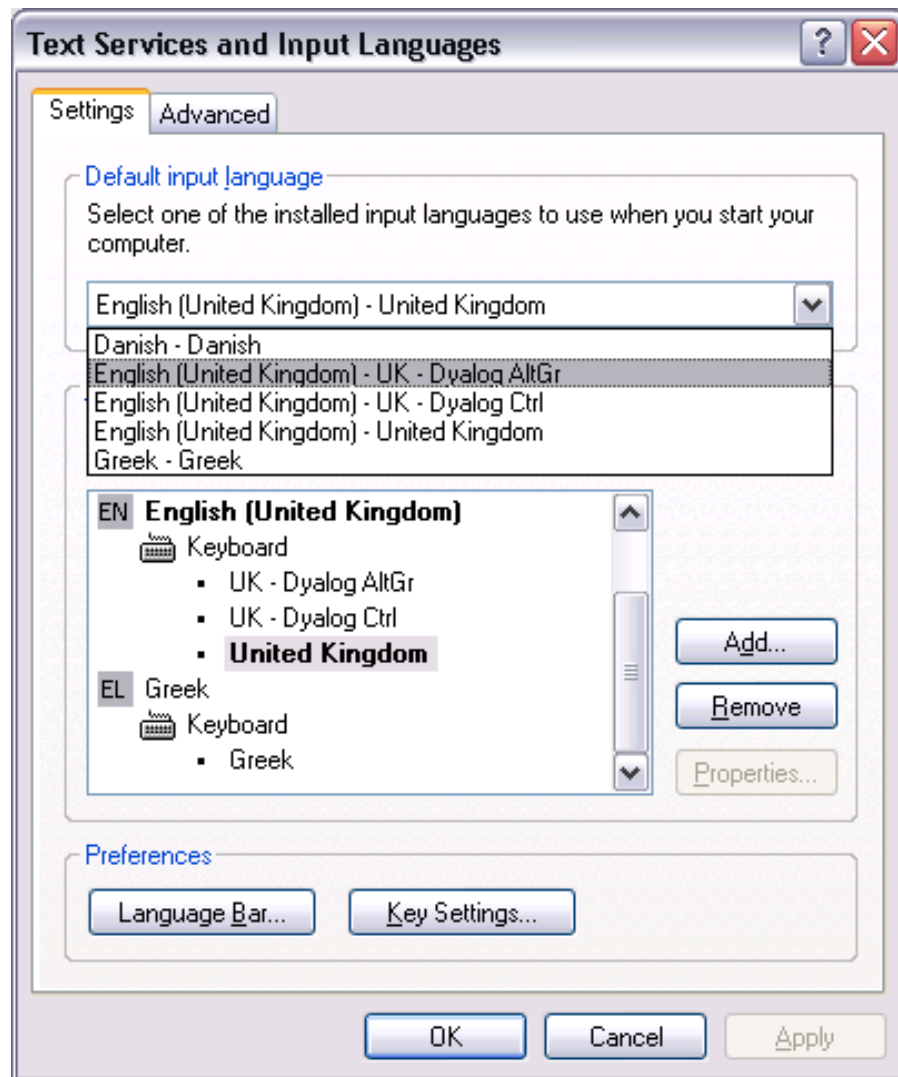 Text Services and Input Languages
Settings
Advanced
Default input language
Select one of the installed input languages to use when you start your
computer.
English (United Kingdom) - United Kingdom
Danish - Danish
English (United Kingdom) - UK - Dyalog AltGr
English (United Kingdom) - UK - Dyalog Ctrl
English (United Kingdom) - United Kingdom
Greek - Greek
EN English (United Kingdom)
Keyboard
UK - Dyalog AltGr
UK - Dyalog Ctrl
United Kingdom
EL Greek
Keyboard
Greek
Add...
Remove
Properties...
Preferences
Language Bar...
Key Settings...
OK
Cancel
Apply